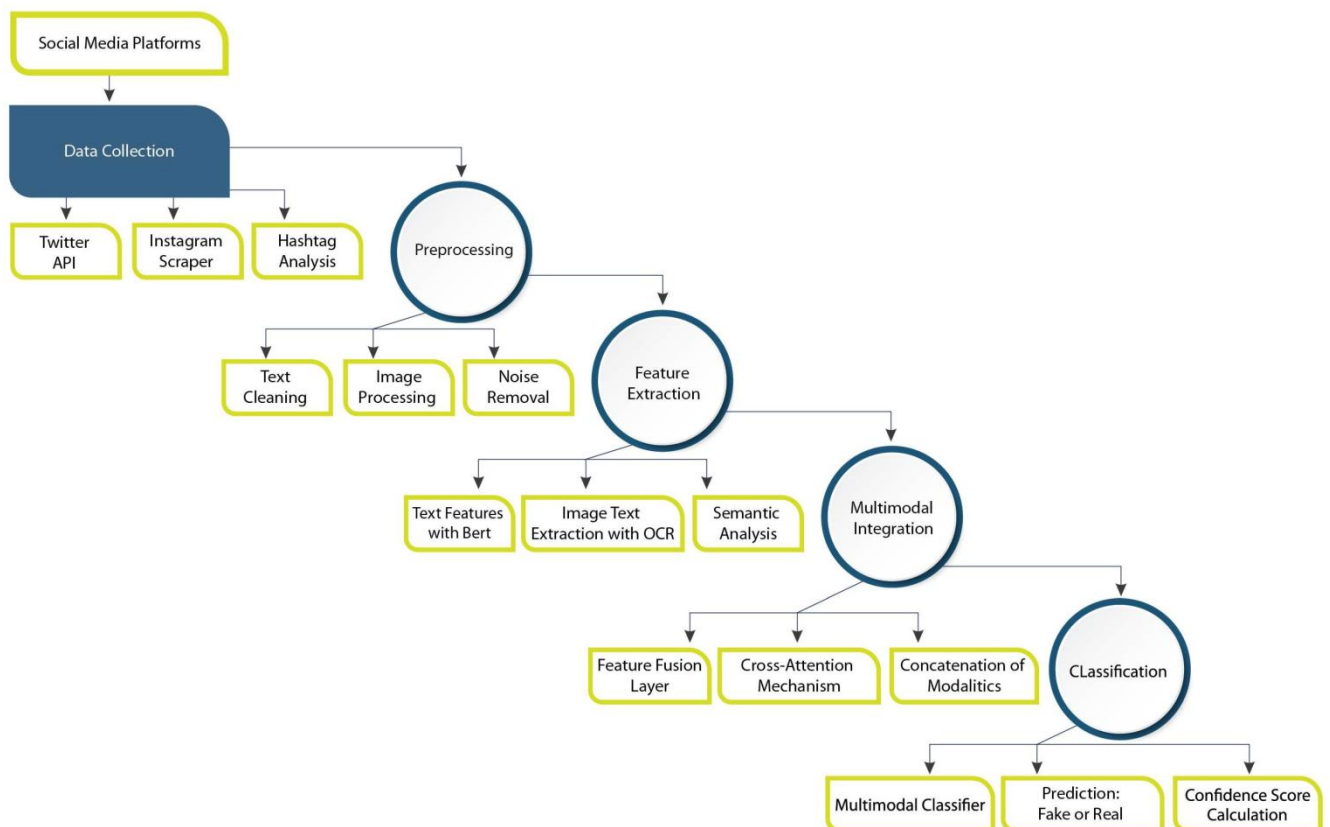 Social Media Platforms
Data Collection
Twitter
API
Instagram
Scraper
Hashtag
Analysis
Preprocessing
Text
Cleaning
Image
Processing
Noise
Removal
Feature
Extraction
Text Features
with Bert
Image Text
Extraction with OCR
Semantic
Analysis
Multimodal
Integration
Feature Fusion
Layer
Cross-Attention
Mechanism
Concatenation of
Modalitics
CLassification
Multimodal Classifier
Prediction:
Fake or Real
Confidence Score
Calculation